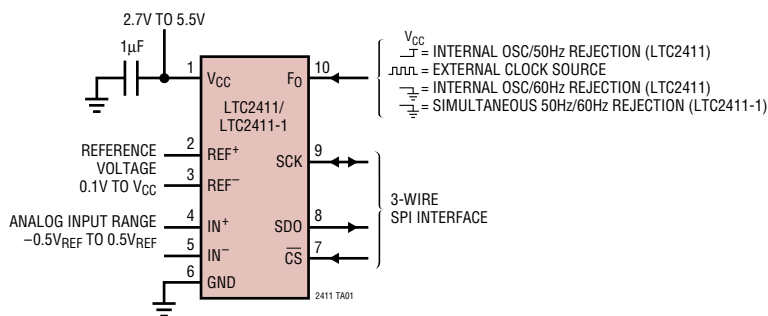 2.7V TO 5.5V
1µF
1
VCC
FO
10
LTC2411/
LTC2411-1
REFERENCE
VOLTAGE
0.1V TO VCC
2
REF+
3
REF–
SCK
9
ANALOG INPUT RANGE
–0.5VREF TO 0.5VREF
4
IN+
5
IN–
SDO
8
CS
7
6
GND
2411 TA01
VCC
= INTERNAL OSC/50Hz REJECTION (LTC2411)
= EXTERNAL CLOCK SOURCE
= INTERNAL OSC/60Hz REJECTION (LTC2411)
= SIMULTANEOUS 50Hz/60Hz REJECTION (LTC2411-1)
3-WIRE
SPI INTERFACE